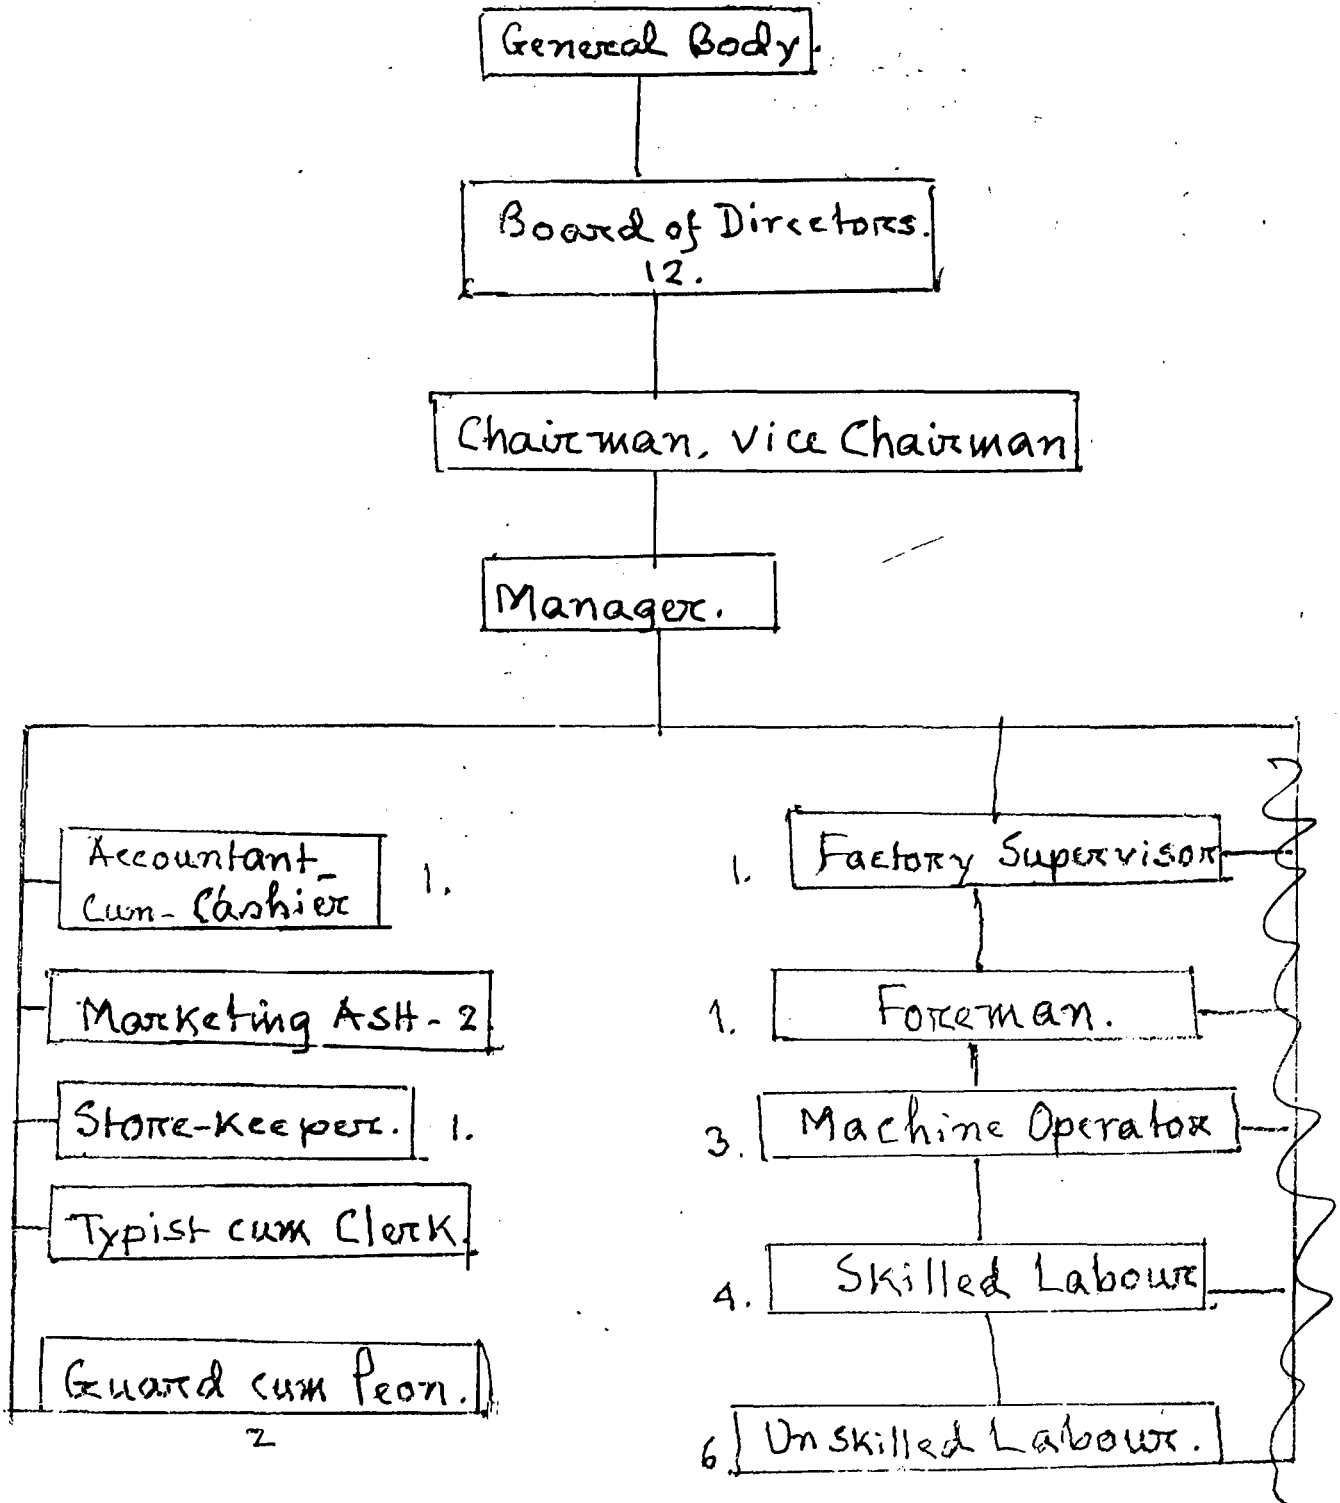 General Body.
Board of Directors.
12.
Chairman, Vice Chairman
Manager.
Accountant-
Cum-Cashier
1.
Marketing Asst-2
Store-Keeper. 1.
Typist cum Clerk.
Guard cum Peon.
2
1. Factory Supervisor
1. Foreman.
3. Machine Operator
4. Skilled Labour
6 Unskilled Labour.